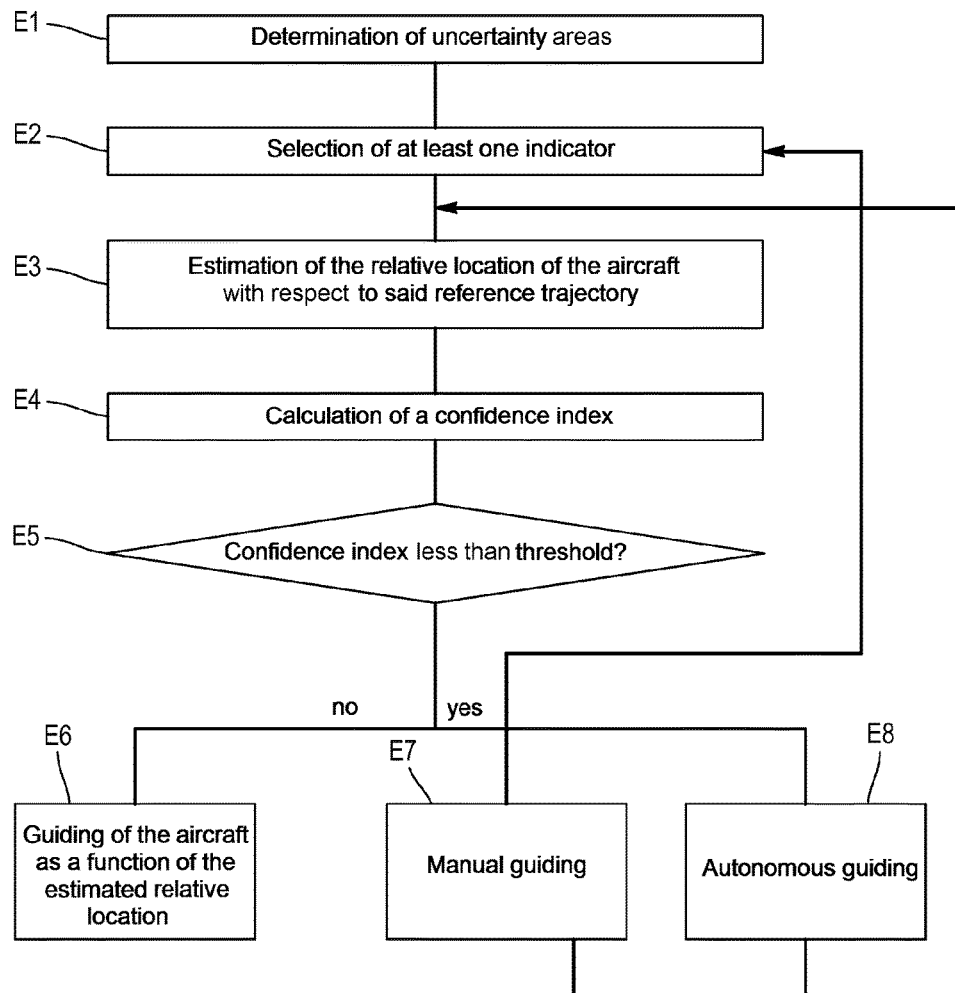 E1
Determination of uncertainty areas
E2
Selection of at least one indicator
E3
Estimation of the relative location of the aircraft
with respect to said reference trajectory
E4
Calculation of a confidence index
E5
Confidence index less than threshold?
no
yes
E6
E7
E8
Guiding of the aircraft
as a function of the
estimated relative
location
Manual guiding
Autonomous guiding